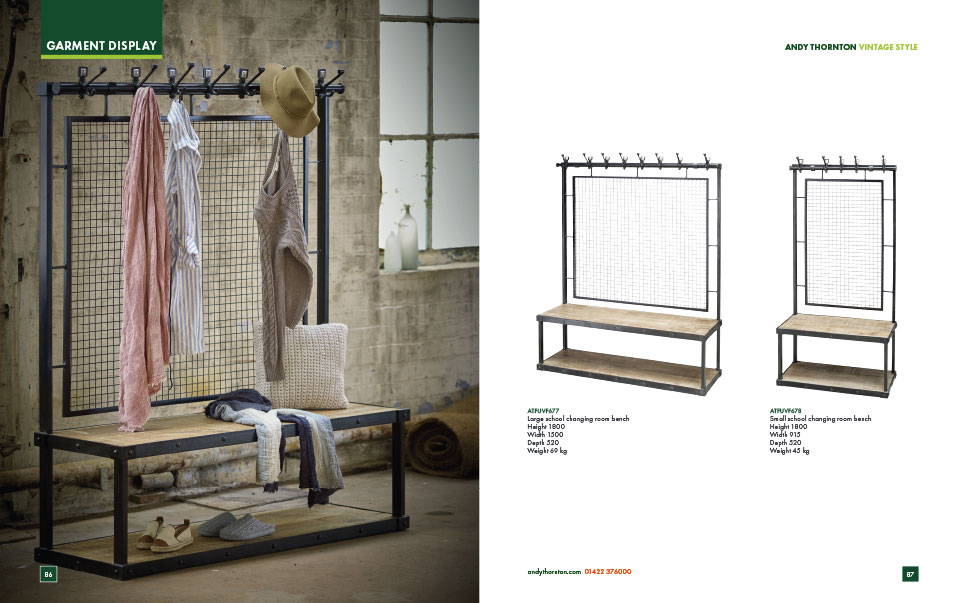 GARMENT DISPLAY
86
ANDY THORNTON VINTAGE STYLE
ATFUVF677
Large school changing room bench
Height 1800
Width 1500
Depth 520
Weight 69 kg
ATFUVF678
Small school changing room bench
Height 1800
Width 915
Depth 520
Weight 45 kg
andythornton.com 01422 376000
87